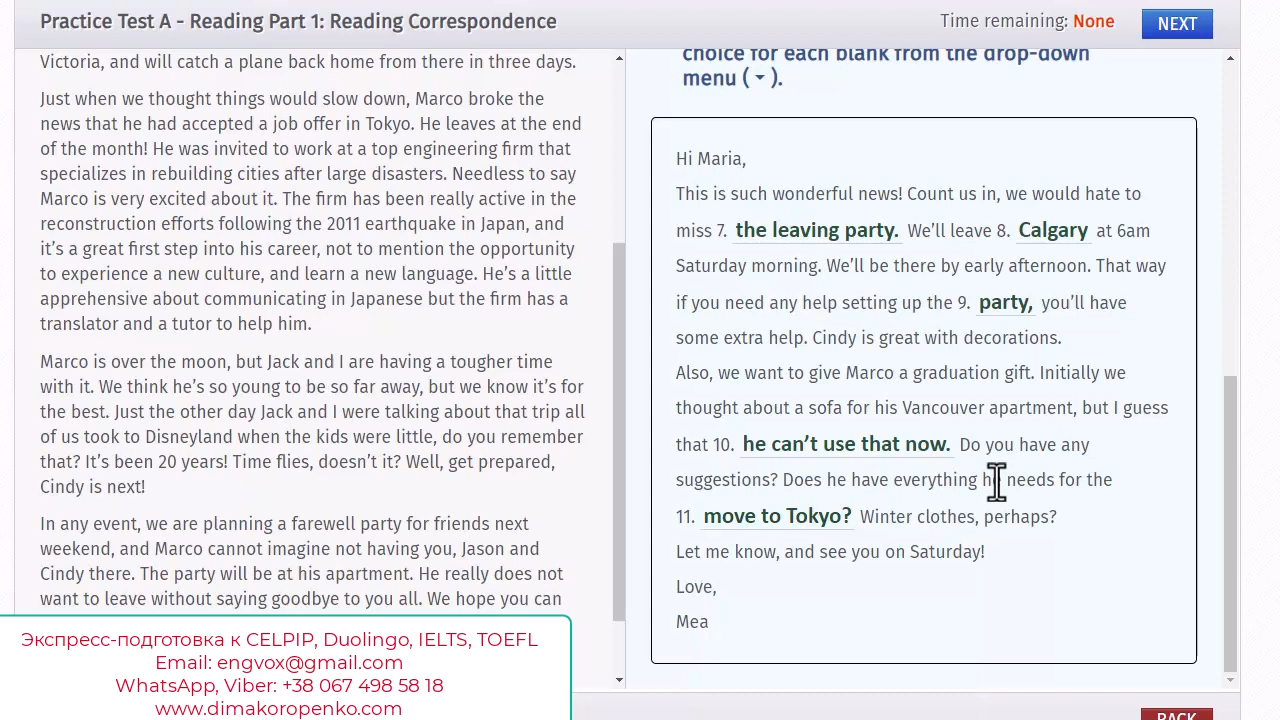 Practice Test A - Reading Part 1: Reading Correspondence
Time remaining: None
NEXT
Victoria, and will catch a plane back home from there in three days.
Just when we thought things would slow down, Marco broke the
news that he had accepted a job offer in Tokyo. He leaves at the end
of the month! He was invited to work at a top engineering firm that
specializes in rebuilding cities after large disasters. Needless to say
Marco is very excited about it. The firm has been really active in the
reconstruction efforts following the 2011 earthquake in Japan, and
it's a great first step into his career, not to mention the opportunity
to experience a new culture, and learn a new language. He's a little
apprehensive about communicating in Japanese but the firm has a
translator and a tutor to help him.
Marco is over the moon, but Jack and I are having a tougher time
with it. We think he's so young to be so far away, but we know it's for
the best. Just the other day Jack and I were talking about that trip all
of us took to Disneyland when the kids were little, do you remember
that? It's been 20 years! Time flies, doesn't it? Well, get prepared,
Cindy is next!
In any event, we are planning a farewell party for friends next
weekend, and Marco cannot imagine not having you, Jason and
Cindy there. The party will be at his apartment. He really does not
want to leave without saying goodbye to you all. We hope you can
Экспресс-подготовка к CELPIP, Duolingo, IELTS, TOEFL
Email: engvox@gmail.com
WhatsApp, Viber: +38 067 498 58 18
www.dimakoropenko.com
choice for each blank from the drop-down
menu ( ).
Hi Maria,
This is such wonderful news! Count us in, we would hate to
miss 7. the leaving party. We'll leave 8. Calgary at 6am
Saturday morning. We'll be there by early afternoon. That way
if you need any help setting up the 9. party, you'll have
some extra help. Cindy is great with decorations.
Also, we want to give Marco a graduation gift. Initially we
thought about a sofa for his Vancouver apartment, but I guess
that 10. he can't use that now. Do you have any
suggestions? Does he have everything he needs for the
11. move to Tokyo? Winter clothes, perhaps?
Let me know, and see you on Saturday!
Love,
Mea
BACK